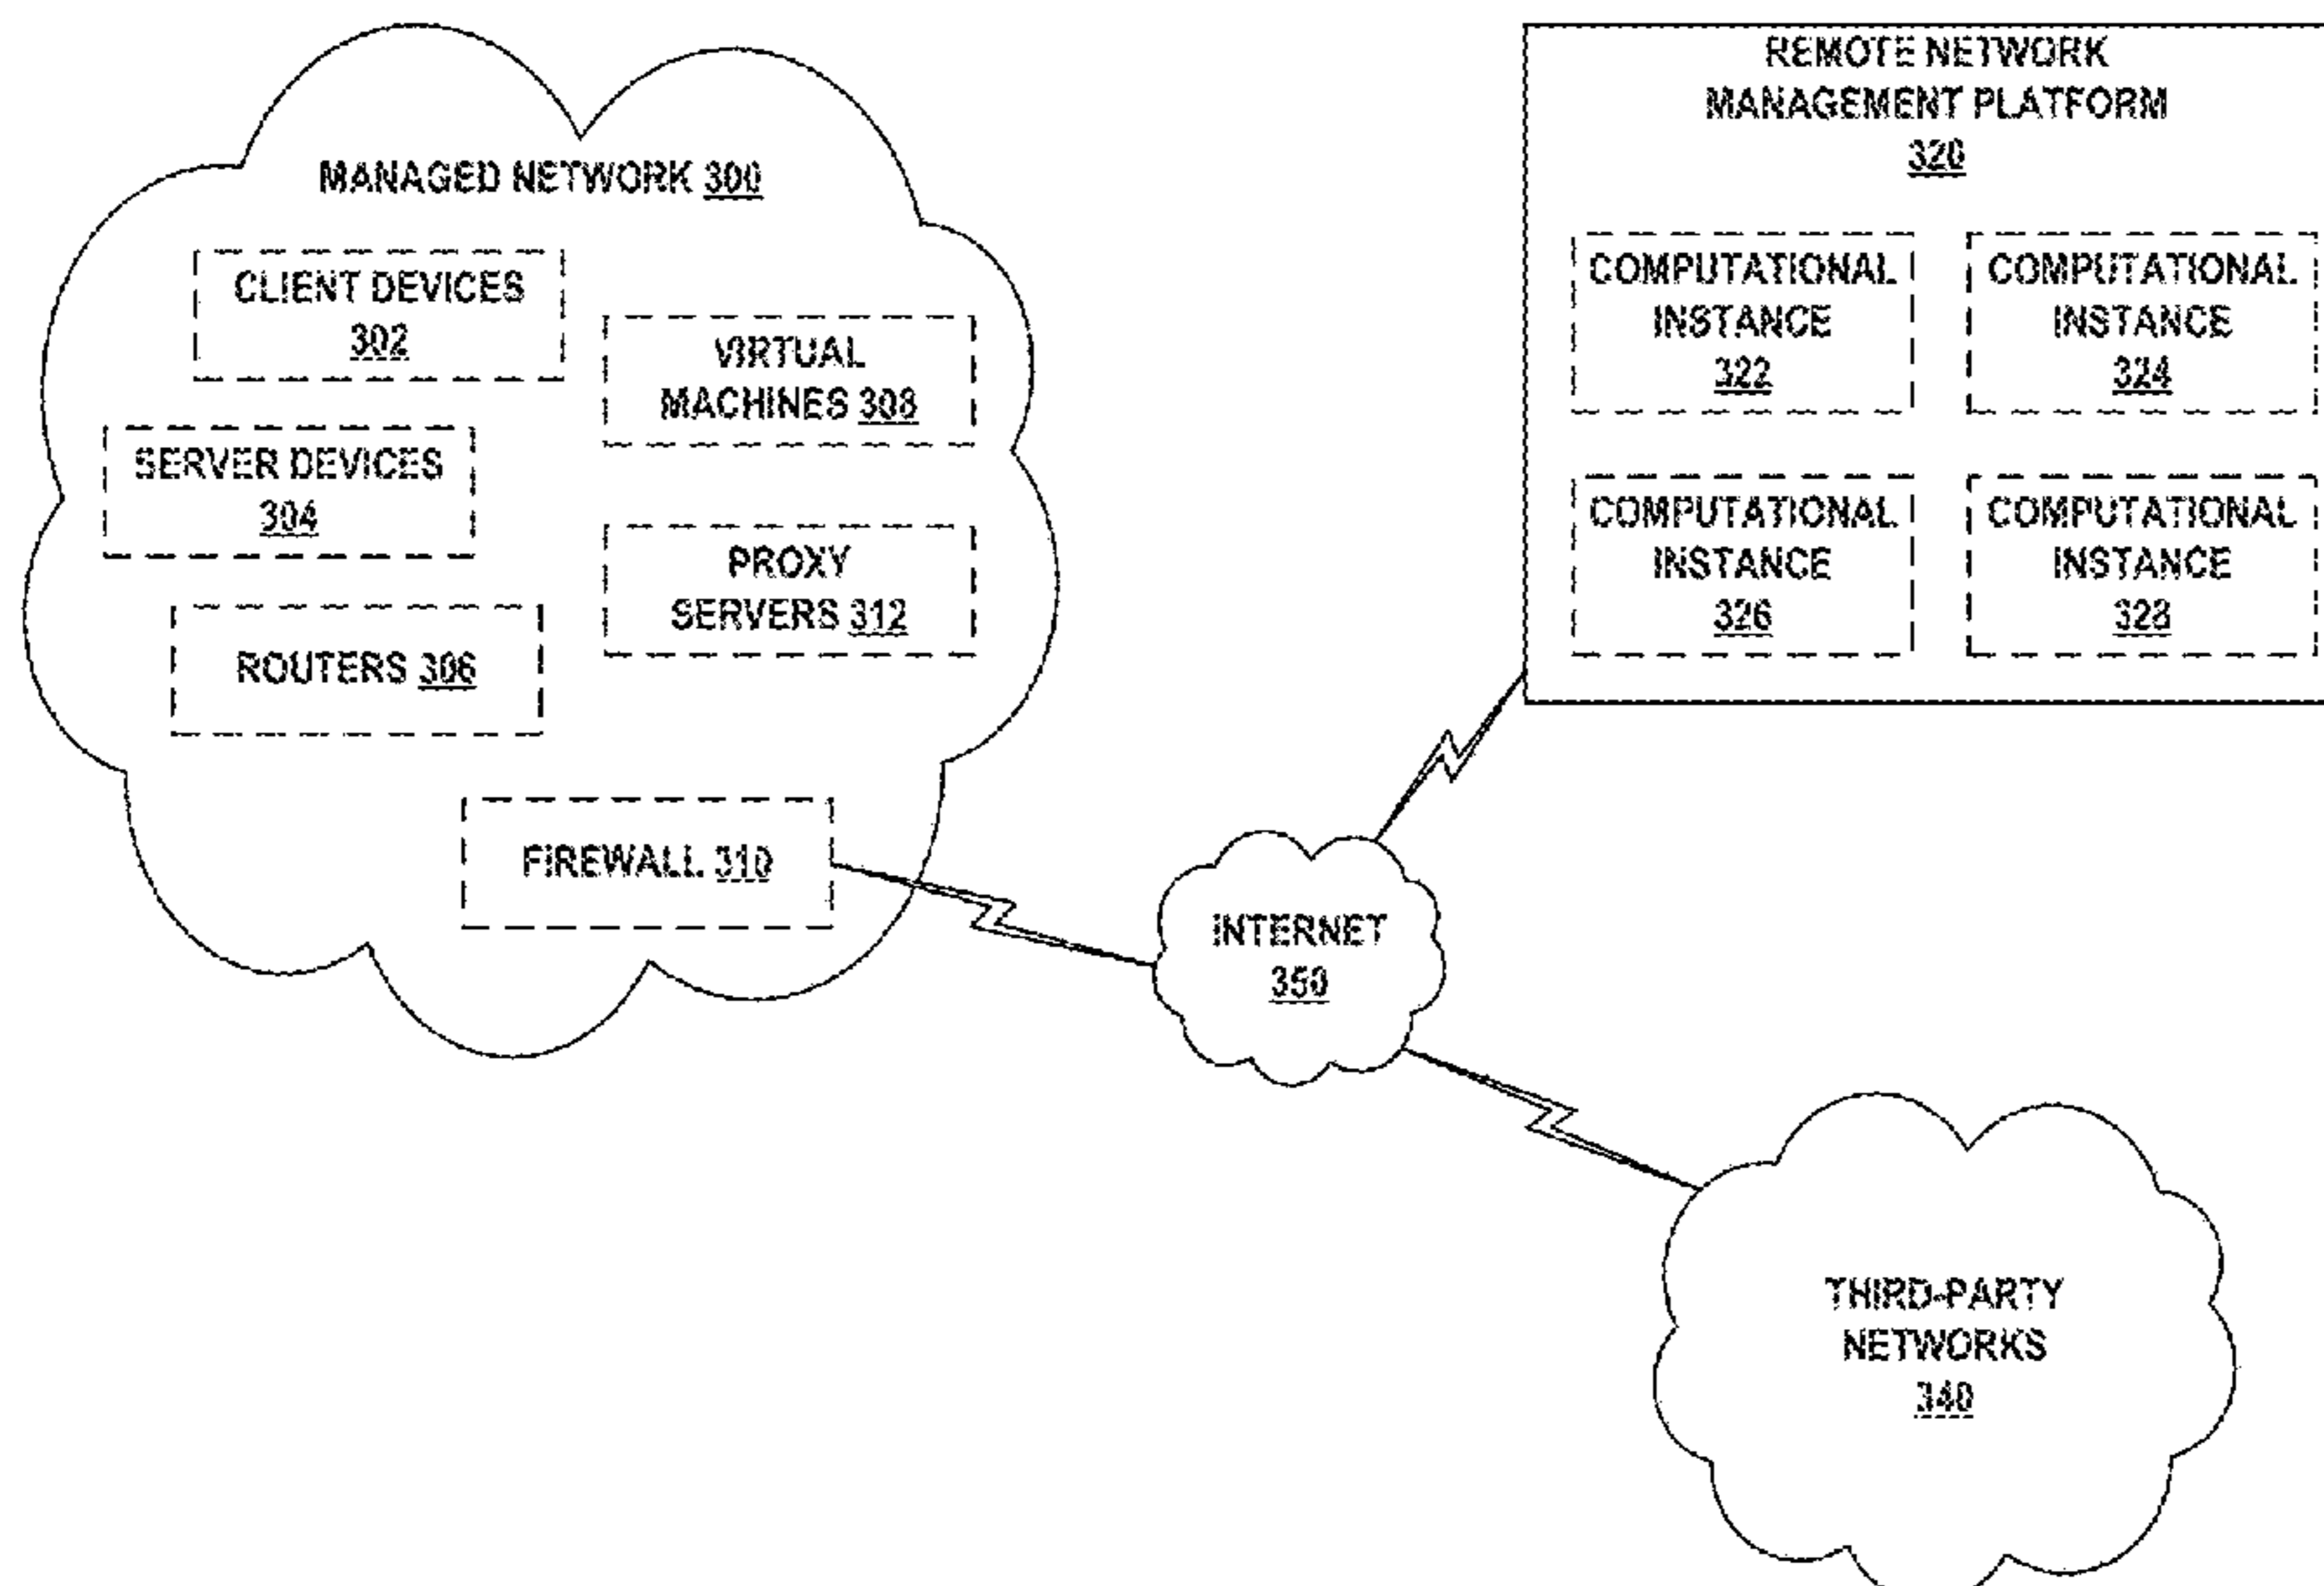 MANAGED NETWORK 300
CLIENT DEVICES
302
VIRTUAL
MACHINES 308
SERVER DEVICES
304
PROXY
SERVERS 312
ROUTERS 306
FIREWALL 310
REMOTE NETWORK
MANAGEMENT PLATFORM
320
COMPUTATIONAL
INSTANCE
322
COMPUTATIONAL
INSTANCE
324
COMPUTATIONAL
INSTANCE
326
COMPUTATIONAL
INSTANCE
328
INTERNET
350
THIRD-PARTY
NETWORKS
340